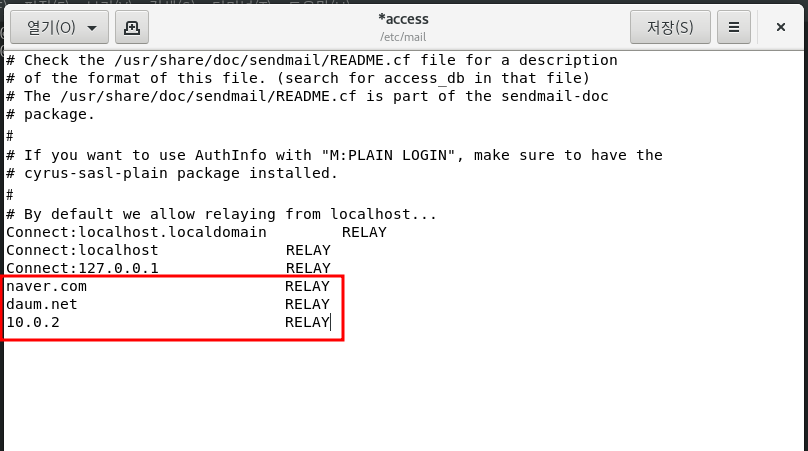 열기(O)
*access
/etc/mail
저장(S)
# Check the /usr/share/doc/sendmail/README.cf file for a description
# of the format of this file. (search for access_db in that file)
# The /usr/share/doc/sendmail/README.cf is part of the sendmail-doc
# package.
#
# If you want to use AuthInfo with "M:PLAIN LOGIN", make sure to have the
# cyrus-sasl-plain package installed.
#
# By default we allow relaying from localhost...
Connect:localhost.localdomain RELAY
Connect:localhost RELAY
Connect:127.0.0.1 RELAY
naver.com RELAY
daum.net RELAY
10.0.2 RELAY